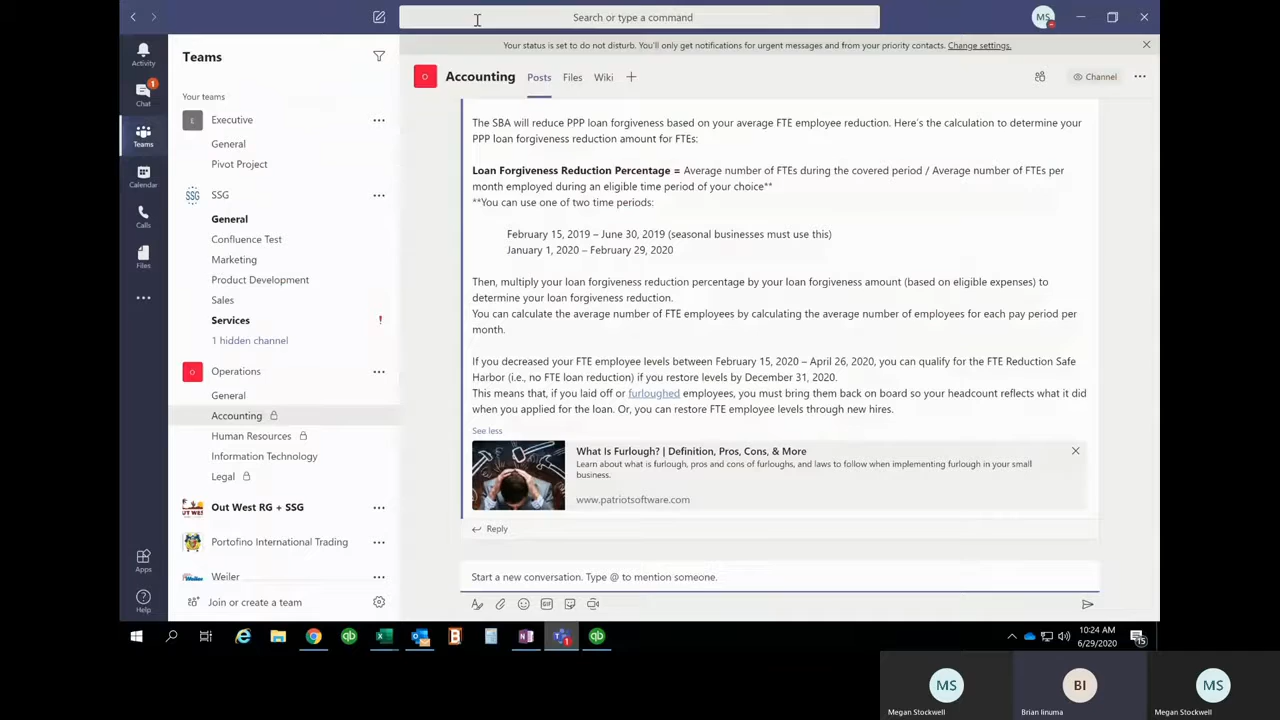 Search or type a command
MS
Activity
Chat
1
Teams
Calendar
Calls
Files
Apps
Help
Teams
Your teams
E
Executive
General
Pivot Project
SSG
SSG
General
Confluence Test
Marketing
Product Development
Sales
Services
!
1 hidden channel
O
Operations
General
Accounting
Human Resources
Information Technology
Legal
Out West RG + SSG
Portofino International Trading
Weiler
Join or create a team
Your status is set to do not disturb. You'll only get notifications for urgent messages and from your priority contacts. Change settings.
O
Accounting
Posts
Files
Wiki
Channel
The SBA will reduce PPP loan forgiveness based on your average FTE employee reduction. Here's the calculation to determine your
PPP loan forgiveness reduction amount for FTEs:
Loan Forgiveness Reduction Percentage = Average number of FTEs during the covered period / Average number of FTEs per
month employed during an eligible time period of your choice**
**You can use one of two time periods:
February 15, 2019 – June 30, 2019 (seasonal businesses must use this)
January 1, 2020 – February 29, 2020
Then, multiply your loan forgiveness reduction percentage by your loan forgiveness amount (based on eligible expenses) to
determine your loan forgiveness reduction.
You can calculate the average number of FTE employees by calculating the average number of employees for each pay period per
month.
If you decreased your FTE employee levels between February 15, 2020 – April 26, 2020, you can qualify for the FTE Reduction Safe
Harbor (i.e., no FTE loan reduction) if you restore levels by December 31, 2020.
This means that, if you laid off or furloughed employees, you must bring them back on board so your headcount reflects what it did
when you applied for the loan. Or, you can restore FTE employee levels through new hires.
See less
What Is Furlough? | Definition, Pros, Cons, & More
Learn about what is furlough, pros and cons of furloughs, and laws to follow when implementing furlough in your small
business.
www.patriotsoftware.com
Reply
Start a new conversation. Type @ to mention someone.
GIF
10:24 AM
6/29/2020
15
MS
BI
MS
Megan Stockwell
Brian Iinuma
Megan Stockwell